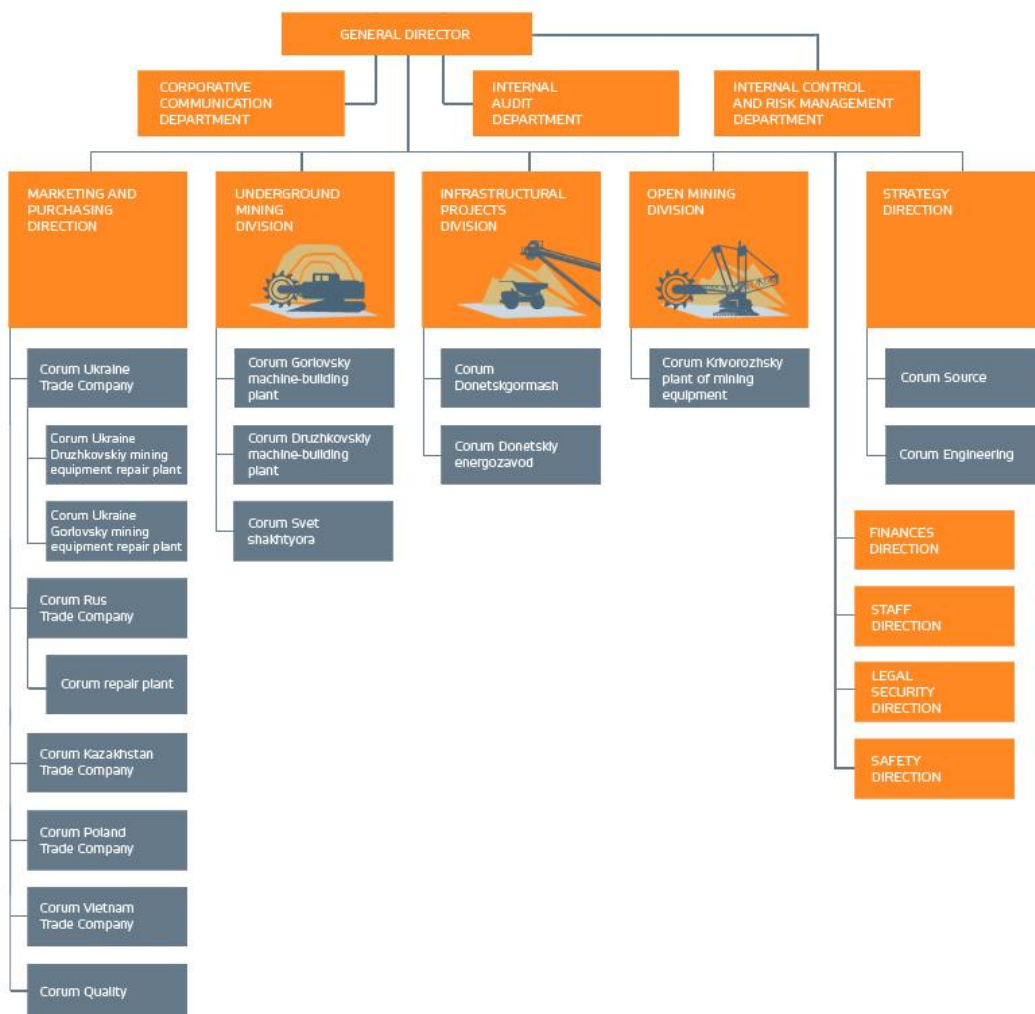 GENERAL DIRECTOR
CORPORATIVE
COMMUNICATION
DEPARTMENT
INTERNAL
AUDIT
DEPARTMENT
INTERNAL CONTROL
AND RISK MANAGEMENT
DEPARTMENT
MARKETING AND
PURCHASING
DIRECTION
UNDERGROUND
MINING
DIVISION
INFRASTRUCTURAL
PROJECTS
DIVISION
OPEN MINING
DIVISION
STRATEGY
DIRECTION
Corum Ukraine
Trade Company
Corum Ukraine
Druzhkovskiy mining
equipment repair plant
Corum Ukraine
Gorlovsky mining
equipment repair plant
Corum Rus
Trade Company
Corum repair plant
Corum Kazakhstan
Trade Company
Corum Poland
Trade Company
Corum Vietnam
Trade Company
Corum Quality
Corum Gorlovsky
machine-building
plant
Corum Druzhkovskiy
machine-building
plant
Corum Svet
shakhtyora
Corum
Donetskgormash
Corum Donetskiy
energozavod
Corum Krivorozhsky
plant of mining
equipment
Corum Source
Corum Engineering
FINANCES
DIRECTION
STAFF
DIRECTION
LEGAL
SECURITY
DIRECTION
SAFETY
DIRECTION